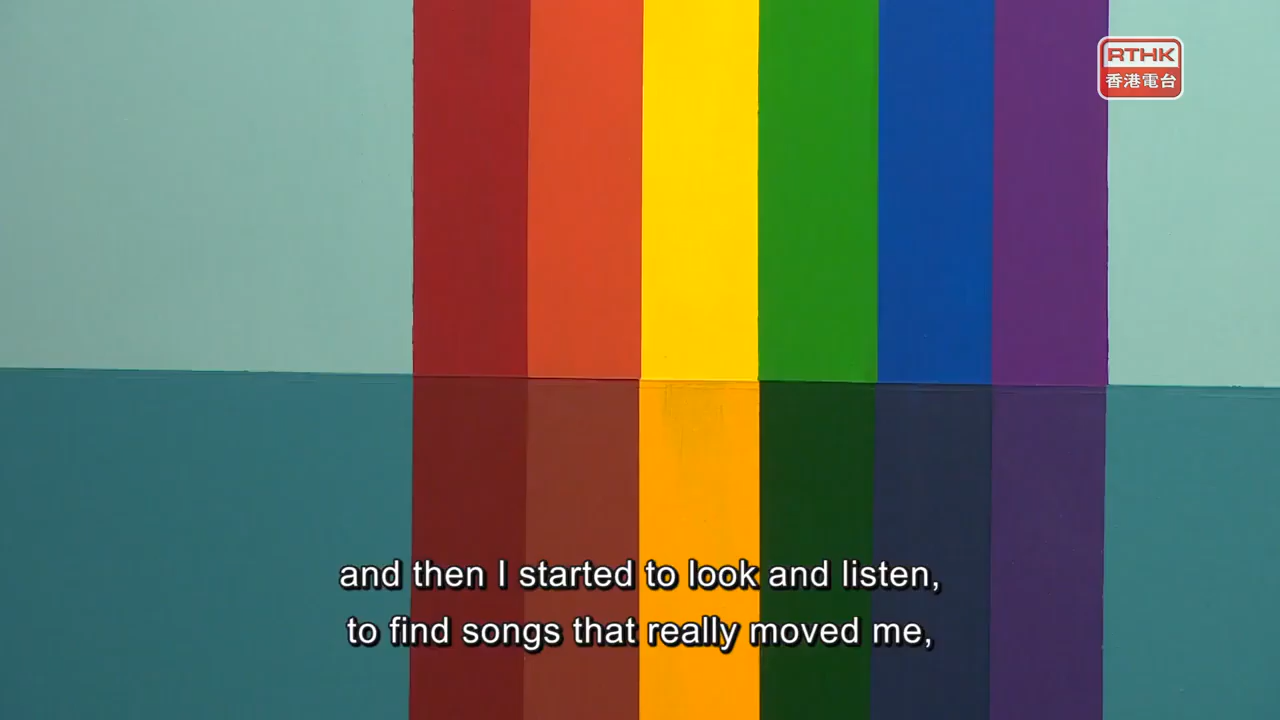 RTHK
香港電台
and then I started to look and listen,
to find songs that really moved me,